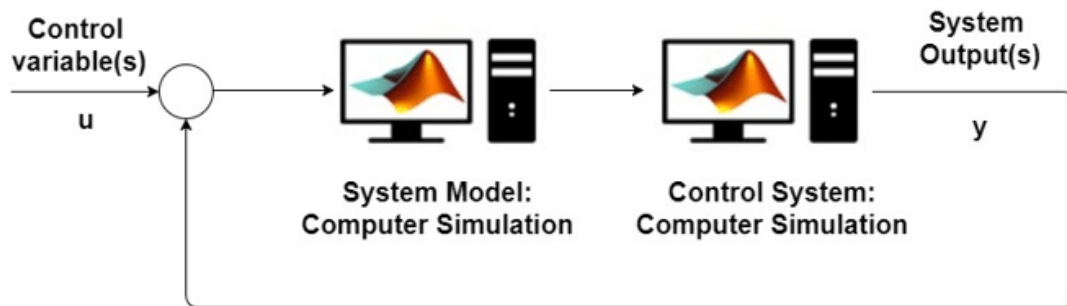 Control
variable(s)
u
System Model:
Computer Simulation
Control System:
Computer Simulation
System
Output(s)
y